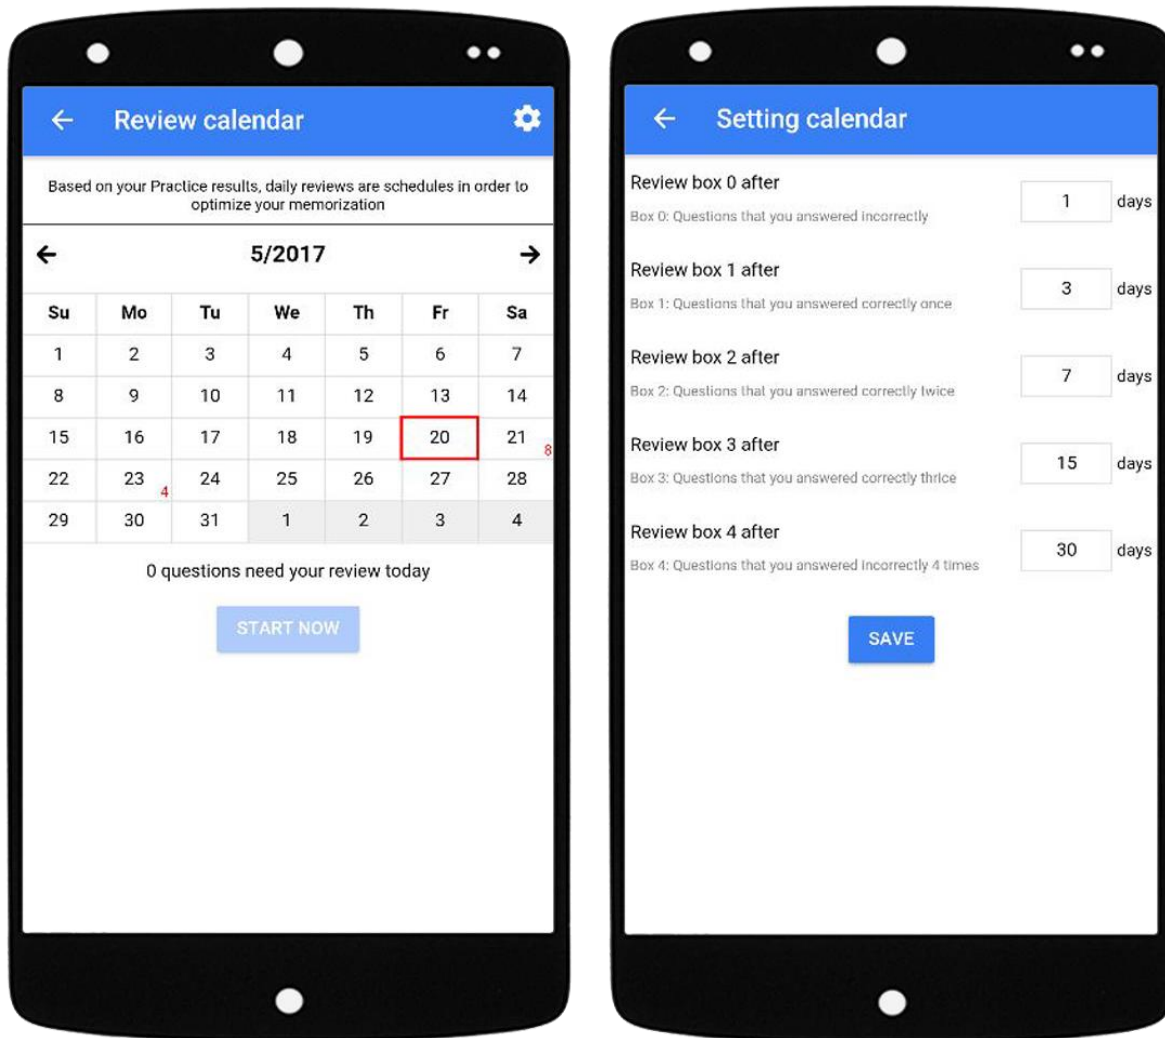 Review calendar
Based on your Practice results, daily reviews are schedules in order to
optimize your memorization
5/2017
Su Mo Tu We Th Fr Sa
1 2 3 4 5 6 7
8 9 10 11 12 13 14
15 16 17 18 19 20 21 8
22 23 4 24 25 26 27 28
29 30 31 1 2 3 4
0 questions need your review today
START NOW
Setting calendar
Review box 0 after
Box 0: Questions that you answered incorrectly
1 days
Review box 1 after
Box 1: Questions that you answered correctly once
3 days
Review box 2 after
Box 2: Questions that you answered correctly twice
7 days
Review box 3 after
Box 3: Questions that you answered correctly thrice
15 days
Review box 4 after
Box 4: Questions that you answered incorrectly 4 times
30 days
SAVE